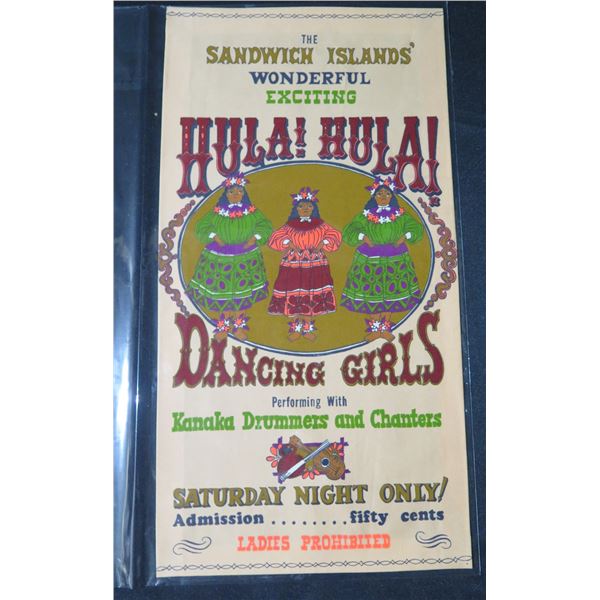 THE
SANDWICH ISLANDS'
WONDERFUL
EXCITING
HULA! HULA!
DANCING GIRLS
Performing With
Kanaka Drummers and Chanters
SATURDAY NIGHT ONLY!
Admission ........fifty cents
LADIES PROHIBITED